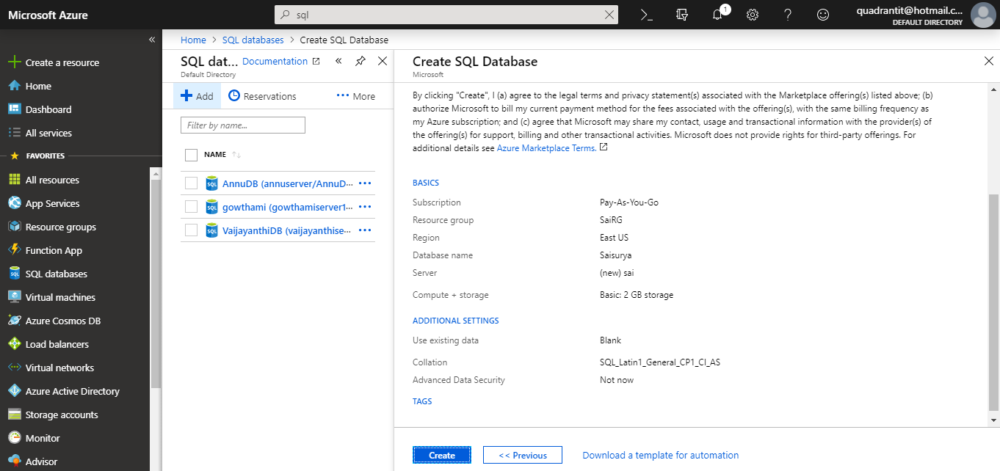 Microsoft Azure
sql
1
quadrantit@hotmail.c...
DEFAULT DIRECTORY
Create a resource
Home
Dashboard
All services
FAVORITES
All resources
App Services
Resource groups
Function App
SQL databases
Virtual machines
Azure Cosmos DB
Load balancers
Virtual networks
Azure Active Directory
Storage accounts
Monitor
Advisor
Home > SQL databases > Create SQL Database
SQL dat... Documentation
Default Directory
Add Reservations ••• More
Filter by name...
NAME
AnnuDB (annuserver/AnnuD...
gowthami (gowthamiserver1...
VaijayanthiDB (vaijayanthise...
Create SQL Database
Microsoft
By clicking "Create", I (a) agree to the legal terms and privacy statement(s) associated with the Marketplace offering(s) listed above; (b)
authorize Microsoft to bill my current payment method for the fees associated with the offering(s), with the same billing frequency as
my Azure subscription; and (c) agree that Microsoft may share my contact, usage and transactional information with the provider(s) of
the offering(s) for support, billing and other transactional activities. Microsoft does not provide rights for third-party offerings. For
additional details see Azure Marketplace Terms.
BASICS
Subscription Pay-As-You-Go
Resource group SaiRG
Region East US
Database name Saisurya
Server (new) sai
Compute + storage Basic: 2 GB storage
ADDITIONAL SETTINGS
Use existing data Blank
Collation SQL_Latin1_General_CP1_CI_AS
Advanced Data Security Not now
TAGS
Create << Previous Download a template for automation